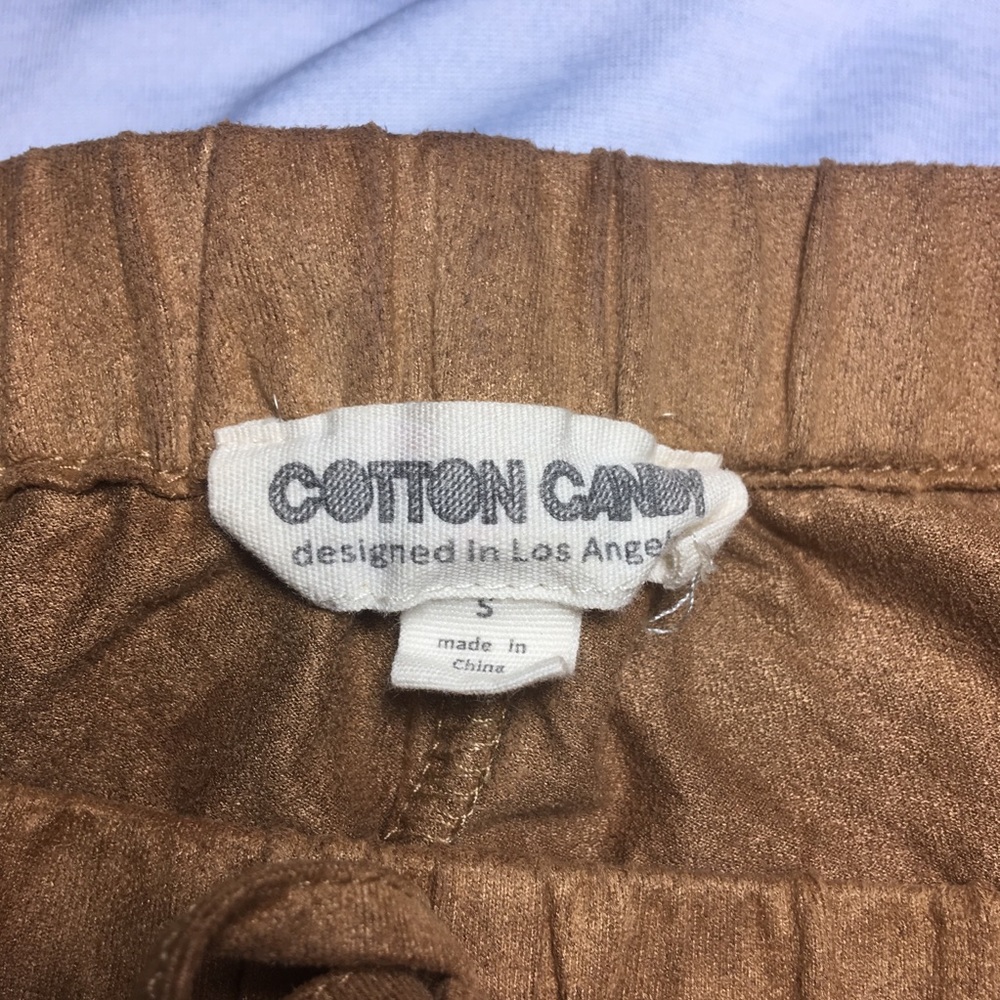 COTTON CANDY
designed in Los Angel
S
made in
China